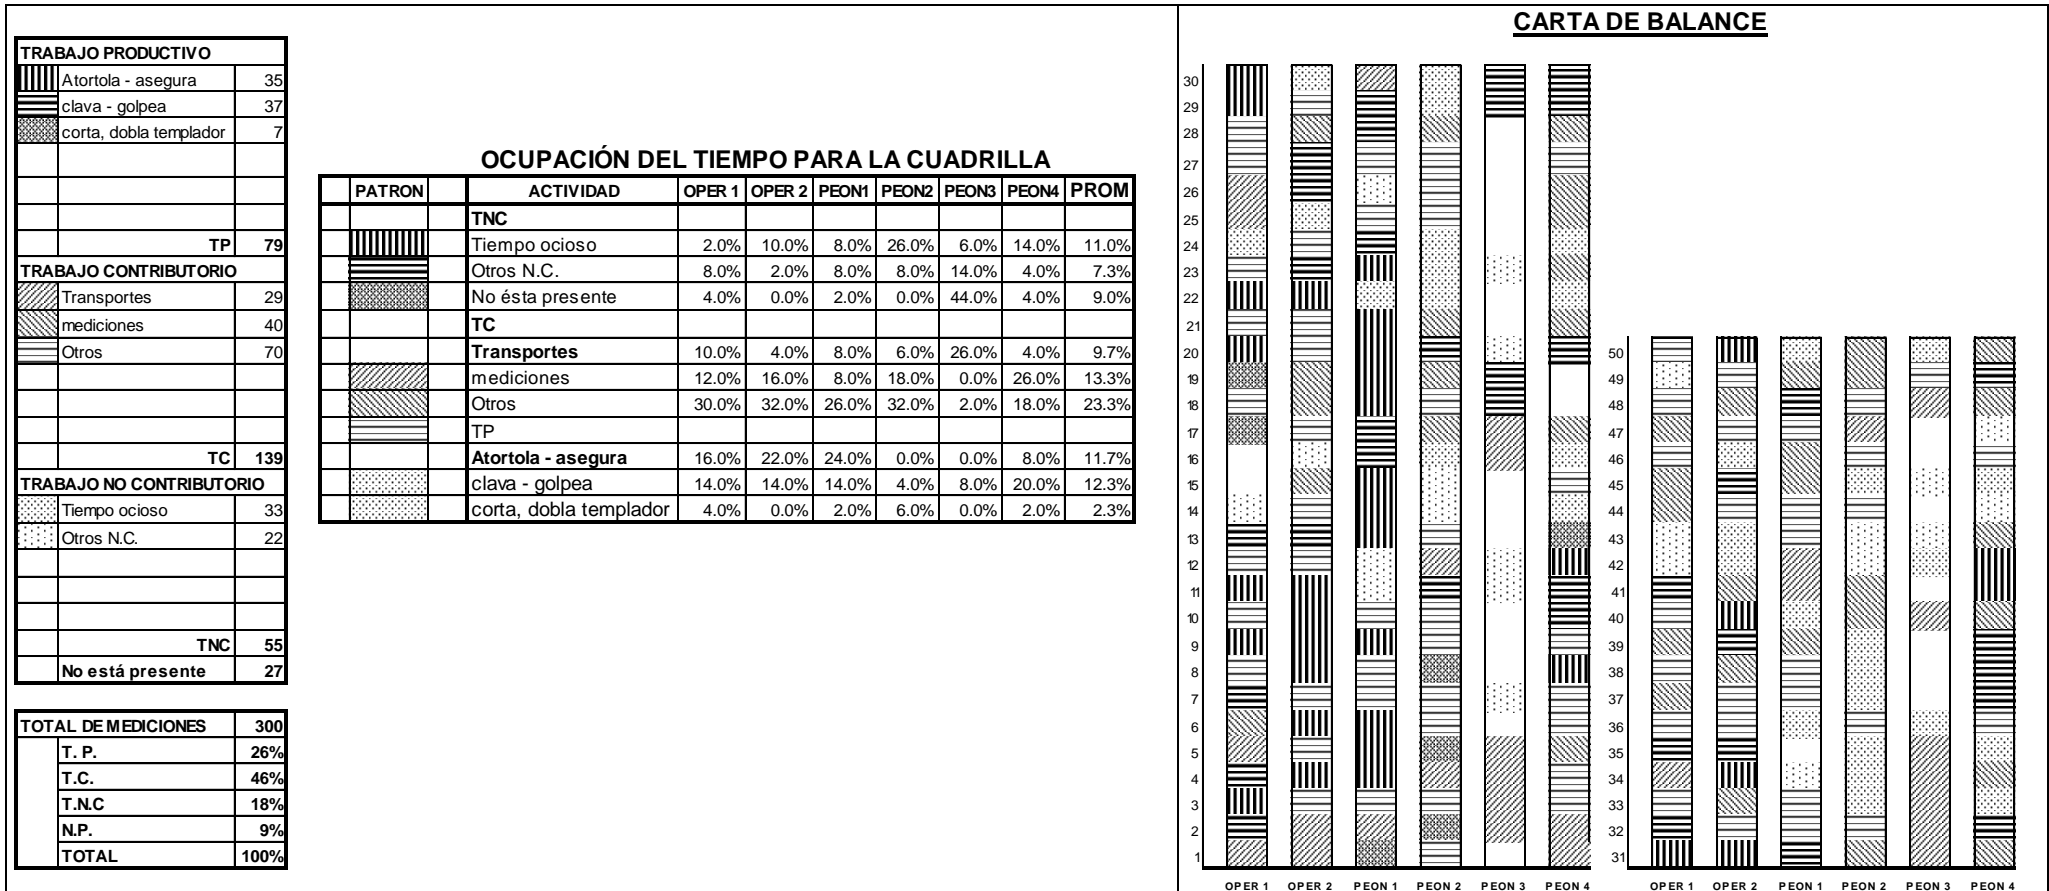 CARTA DE BALANCE
TRABAJO PRODUCTIVO
Atortola - asegura 35
clava - golpea 37
corta, dobla templador 7
TP 79
TRABAJO CONTRIBUTORIO
Transportes 29
mediciones 40
Otros 70
TC 139
TRABAJO NO CONTRIBUTORIO
Tiempo ocioso 33
Otros N.C. 22
TNC 55
No está presente 27
TOTAL DE MEDICIONES 300
T. P. 26%
T.C. 46%
T.N.C 18%
N.P. 9%
TOTAL 100%
OCUPACIÓN DEL TIEMPO PARA LA CUADRILLA
PATRON ACTIVIDAD OPER 1 OPER 2 PEON1 PEON2 PEON3 PEON4 PROM
TNC
Tiempo ocioso 2.0% 10.0% 8.0% 26.0% 6.0% 14.0% 11.0%
Otros N.C. 8.0% 2.0% 8.0% 8.0% 14.0% 4.0% 7.3%
No ésta presente 4.0% 0.0% 2.0% 0.0% 44.0% 4.0% 9.0%
TC
Transportes 10.0% 4.0% 8.0% 6.0% 26.0% 4.0% 9.7%
mediciones 12.0% 16.0% 8.0% 18.0% 0.0% 26.0% 13.3%
Otros 30.0% 32.0% 26.0% 32.0% 2.0% 18.0% 23.3%
TP
Atortola - asegura 16.0% 22.0% 24.0% 0.0% 0.0% 8.0% 11.7%
clava - golpea 14.0% 14.0% 14.0% 4.0% 8.0% 20.0% 12.3%
corta, dobla templador 4.0% 0.0% 2.0% 6.0% 0.0% 2.0% 2.3%
30
29
28
27
26
25
24
23
22
21
20
19
18
17
16
15
14
13
12
11
10
9
8
7
6
5
4
3
2
1
OPER 1 OPER 2 PEON 1 PEON 2 PEON 3 PEON 4
50
49
48
47
46
45
44
43
42
41
40
39
38
37
36
35
34
33
32
31
OPER 1 OPER 2 PEON 1 PEON 2 PEON 3 PEON 4